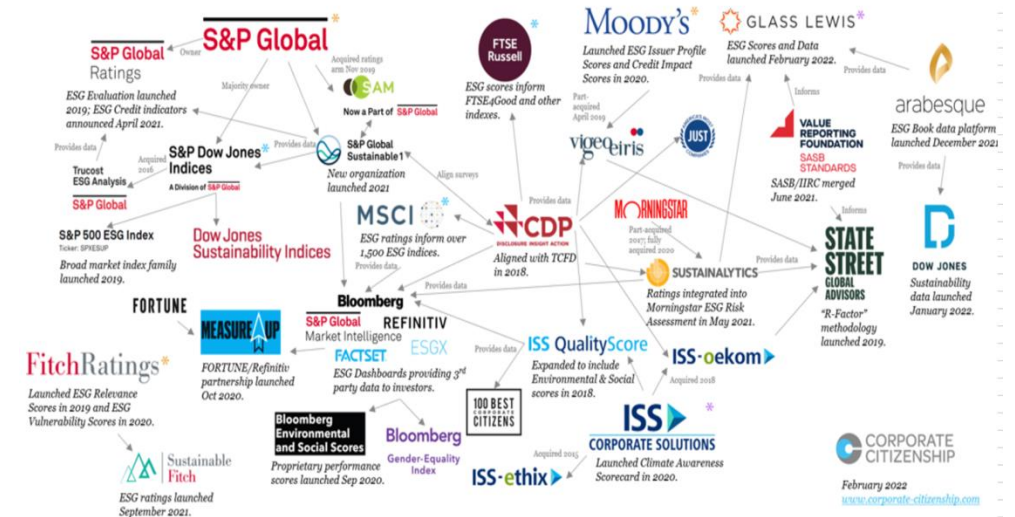 S&P Global
S&P Global
Ratings
Owner
ESG Evaluation launched
2019; ESG Credit indicators
announced April 2021.
Majority owner
Acquired ratings
arm Nov 2019
SAM
Now a Part of S&P Global
Provides data
Trucost
ESG Analysis
S&P Global
Acquired
2016
S&P Dow Jones
Indices
A Division of S&P Global
Provides data
S&P Global
Sustainable1
New organization
launched 2021
Align surveys
S&P 500 ESG Index
Ticker: SPXESUP
Broad market index family
launched 2019.
Dow Jones
Sustainability Indices
FTSE
Russell
ESG scores inform
FTSE4Good and other
indexes.
MOODY'S
Launched ESG Issuer Profile
Scores and Credit Impact
Scores in 2020.
Part-
acquired
April 2019
vigeoeiris
JUST
GLASS LEWIS
ESG Scores and Data
launched February 2022.
Provides data
Provides data
Informs
arabesque
ESG Book data platform
launched December 2021
Provides data
VALUE
REPORTING
FOUNDATION
SASB
STANDARDS
SASB/IIRC merged
June 2021.
Informs
DOW JONES
Sustainability
data launched
January 2022.
MSCI
ESG ratings inform over
1,500 ESG indices.
Provides data
Provides data
CDP
DISCLOSURE INSIGHT ACTION
Aligned with TCFD
in 2018.
Provides data
MORNINGSTAR
Part-acquired
2017; fully
acquired 2020
SUSTAINALYTICS
Ratings integrated into
Morningstar ESG Risk
Assessment in May 2021.
Provides data
STATE
STREET
GLOBAL
ADVISORS
"R-Factor"
methodology
launched 2019.
FORTUNE
MEASURE UP
FORTUNE/Refinitiv
partnership launched
Oct 2020.
Bloomberg
S&P Global
Market Intelligence
REFINITIV
FACTSET
ESGX
ESG Dashboards providing 3rd
party data to investors.
Provides data
ISS QualityScore
Expanded to include
Environmental & Social
scores in 2018.
ISS-oekom
Acquired 2018
FitchRatings
Launched ESG Relevance
Scores in 2019 and ESG
Vulnerability Scores in 2020.
Sustainable
Fitch
ESG ratings launched
September 2021.
Bloomberg
Environmental
and Social Scores
Proprietary performance
scores launched Sep 2020.
Bloomberg
Gender-Equality
Index
100 BEST
CORPORATE
CITIZENS
ISS
CORPORATE SOLUTIONS
Launched Climate Awareness
Scorecard in 2020.
Acquired 2015
ISS-ethix
CORPORATE
CITIZENSHIP
February 2022
www.corporate-citizenship.com